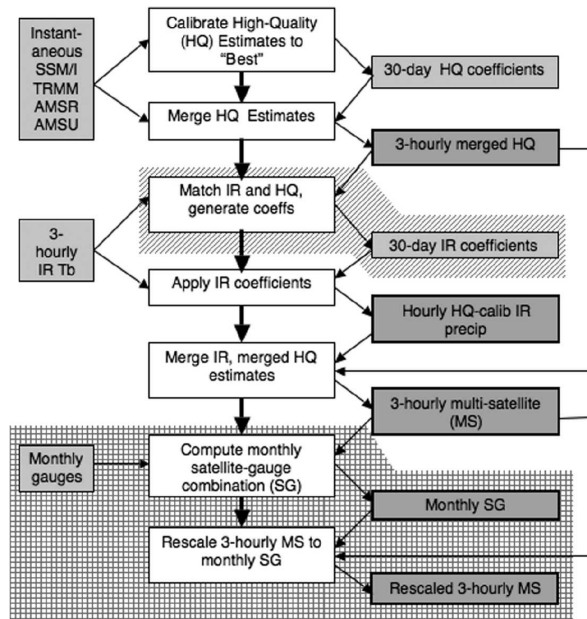 Instant-
aneous
SSM/I
TRMM
AMSR
AMSU
Calibrate High-Quality
(HQ) Estimates to
“Best”
30-day HQ coefficients
Merge HQ Estimates
3-hourly merged HQ
Match IR and HQ,
generate coeffs
3-
hourly
IR Tb
30-day IR coefficients
Apply IR coefficients
Hourly HQ-calib IR
precip
Merge IR, merged HQ
estimates
3-hourly multi-satellite
(MS)
Monthly
gauges
Compute monthly
satellite-gauge
combination (SG)
Monthly SG
Rescale 3-hourly MS to
monthly SG
Rescaled 3-hourly MS